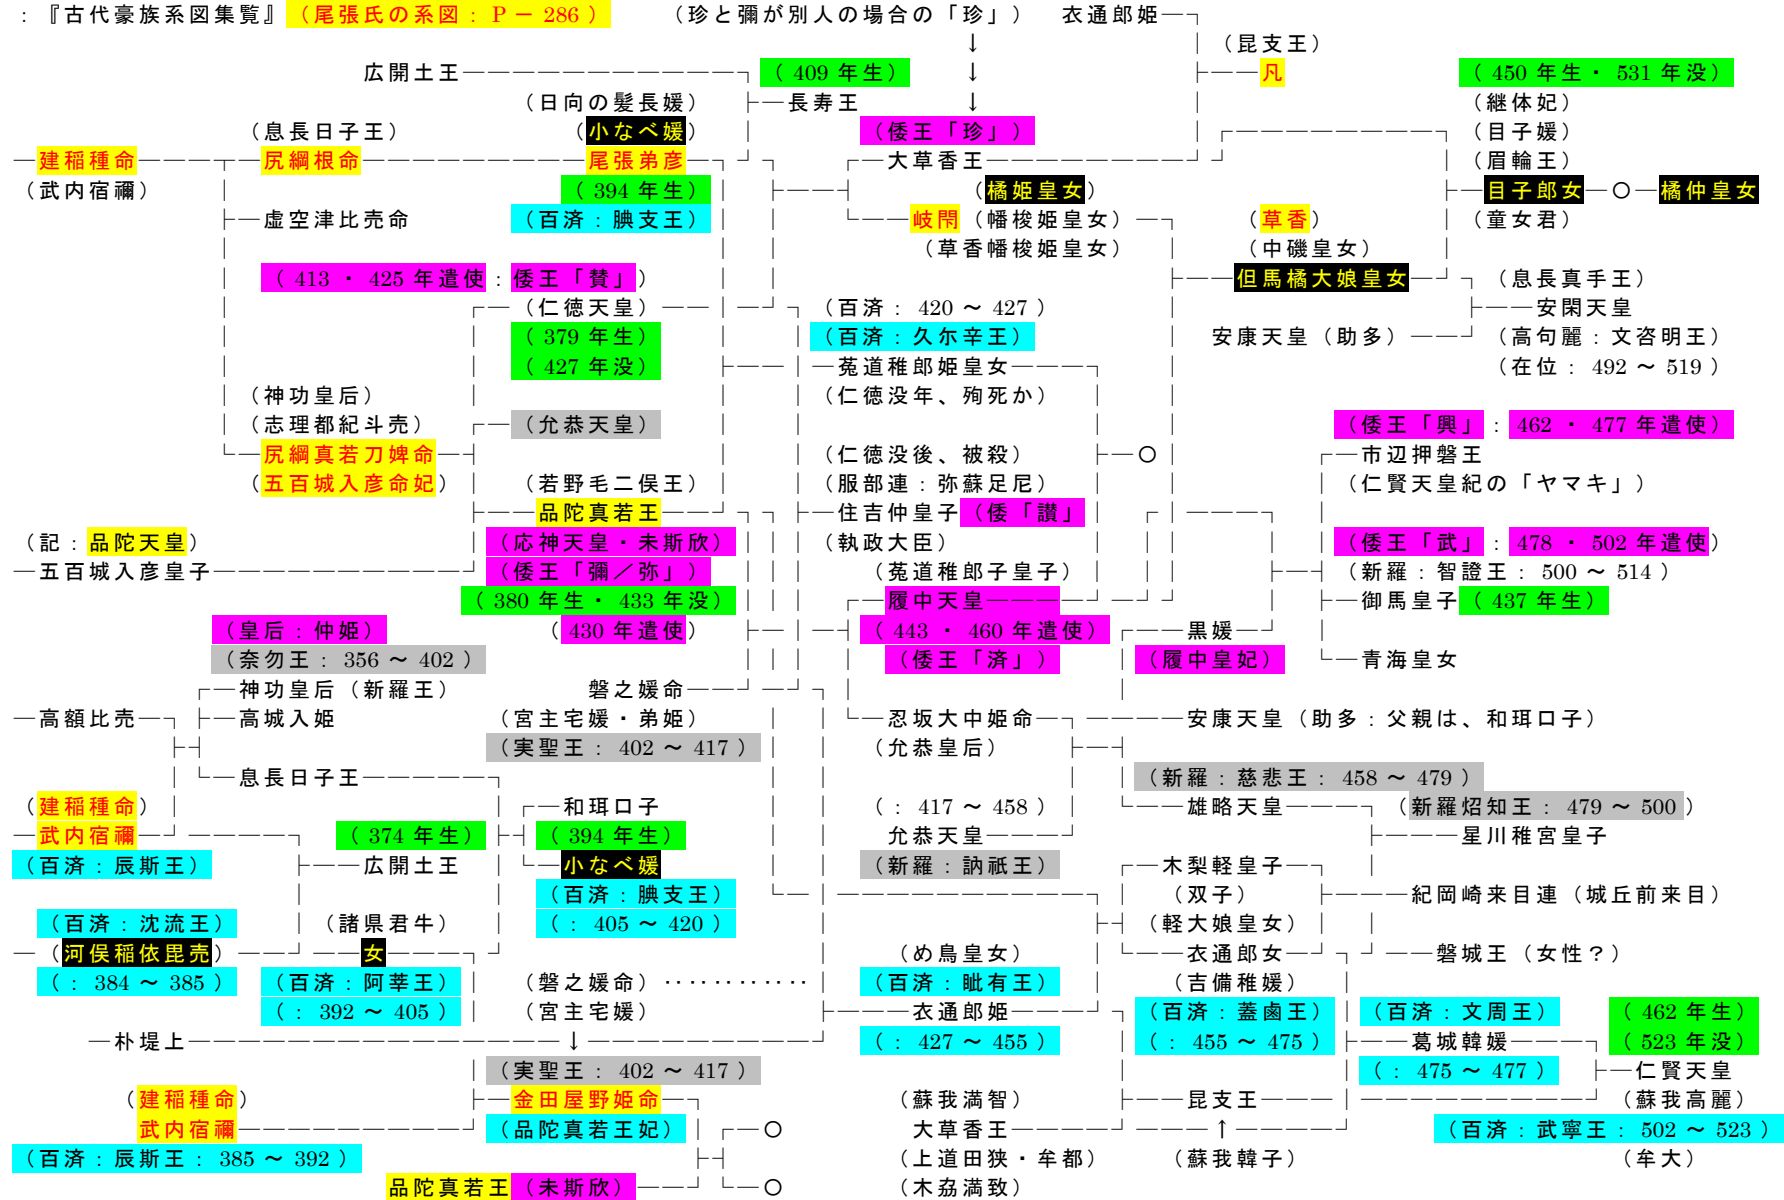 ：『古代豪族系図集覧』（尾張氏の系図：P－286） （珍と彌が別人の場合の「珍」） 衣通郎姫
↓ （昆支王）
広開土王 （409年生） ↓ 凡 （450年生・531年没）
（日向の髪長媛） 長寿王 ↓ （継体妃）
（息長日子王） （小なべ媛） （倭王「珍」） （目子媛）
建稲種命 尻綱根命 尾張弟彦 大草香王 （眉輪王）
（武内宿禰） （394年生） （橘姫皇女） 目子郎女 ○ 橘仲皇女
虚空津比売命 （百済：腆支王） 岐閇（幡梭姫皇女） （草香） （童女君）
（草香幡梭姫皇女） （中磯皇女）
（413・425年遣使：倭王「賛」） 但馬橘大娘皇女 （息長真手王）
（仁徳天皇） （百済：420～427） 安閑天皇
（379年生） （百済：久尓辛王） 安康天皇（助多） （高句麗：文咨明王）
（427年没） 菟道稚郎姫皇女 （在位：492～519）
（神功皇后） （仁徳没年、殉死か）
（志理都紀斗売） （允恭天皇） （倭王「興」：462・477年遣使）
尻綱真若刀婢命 （仁徳没後、被殺） ○ 市辺押磐王
（五百城入彦命妃） （若野毛二俣王） （服部連：弥蘇足尼） （仁賢天皇紀の「ヤマキ」）
品陀真若王 住吉仲皇子（倭「讃」
（記：品陀天皇） （応神天皇・未斯欣） （執政大臣） （倭王「武」：478・502年遣使）
五百城入彦皇子 （倭王「彌／弥」） （菟道稚郎子皇子） （新羅：智證王：500～514）
（380年生・433年没） 履中天皇 御馬皇子（437年生）
（皇后：仲姫） （430年遣使） （443・460年遣使） 黒媛
（奈勿王：356～402） （倭王「済」） （履中皇妃） 青海皇女
神功皇后（新羅王） 磐之媛命
高額比売 高城入姫 （宮主宅媛・弟姫） 忍坂大中姫命 安康天皇（助多：父親は、和珥口子）
（実聖王：402～417） （允恭皇后）
息長日子王 （新羅：慈悲王：458～479）
（建稲種命） 和珥口子 （：417～458） 雄略天皇 （新羅炤知王：479～500）
武内宿禰 （374年生） （394年生） 允恭天皇 星川稚宮皇子
（百済：辰斯王） 広開土王 小なべ媛 （新羅：訥祇王） 木梨軽皇子
（百済：腆支王） （双子） 紀岡崎来目連（城丘前来目）
（百済：沈流王） （諸県君牛） （：405～420） （軽大娘皇女）
（河俣稲依毘売） 女 （め鳥皇女） 衣通郎女 磐城王（女性？）
（：384～385） （百済：阿莘王） （磐之媛命）………… （百済：毗有王） （吉備稚媛）
（：392～405） （宮主宅媛） 衣通郎姫 （百済：蓋鹵王） （百済：文周王） （462年生）
朴堤上 ↓ （：427～455） （：455～475） 葛城韓媛 （523年没）
（実聖王：402～417） （：475～477） 仁賢天皇
（建稲種命） 金田屋野姫命 （蘇我満智） 昆支王 （蘇我高麗）
武内宿禰 （百済：品陀真若王妃） ○ 大草香王 ↑ （百済：武寧王：502～523）
（百済：辰斯王：385～392） （上道田狭・牟都） （蘇我韓子） （牟大）
品陀真若王（未斯欣） ○ （木刕満致）